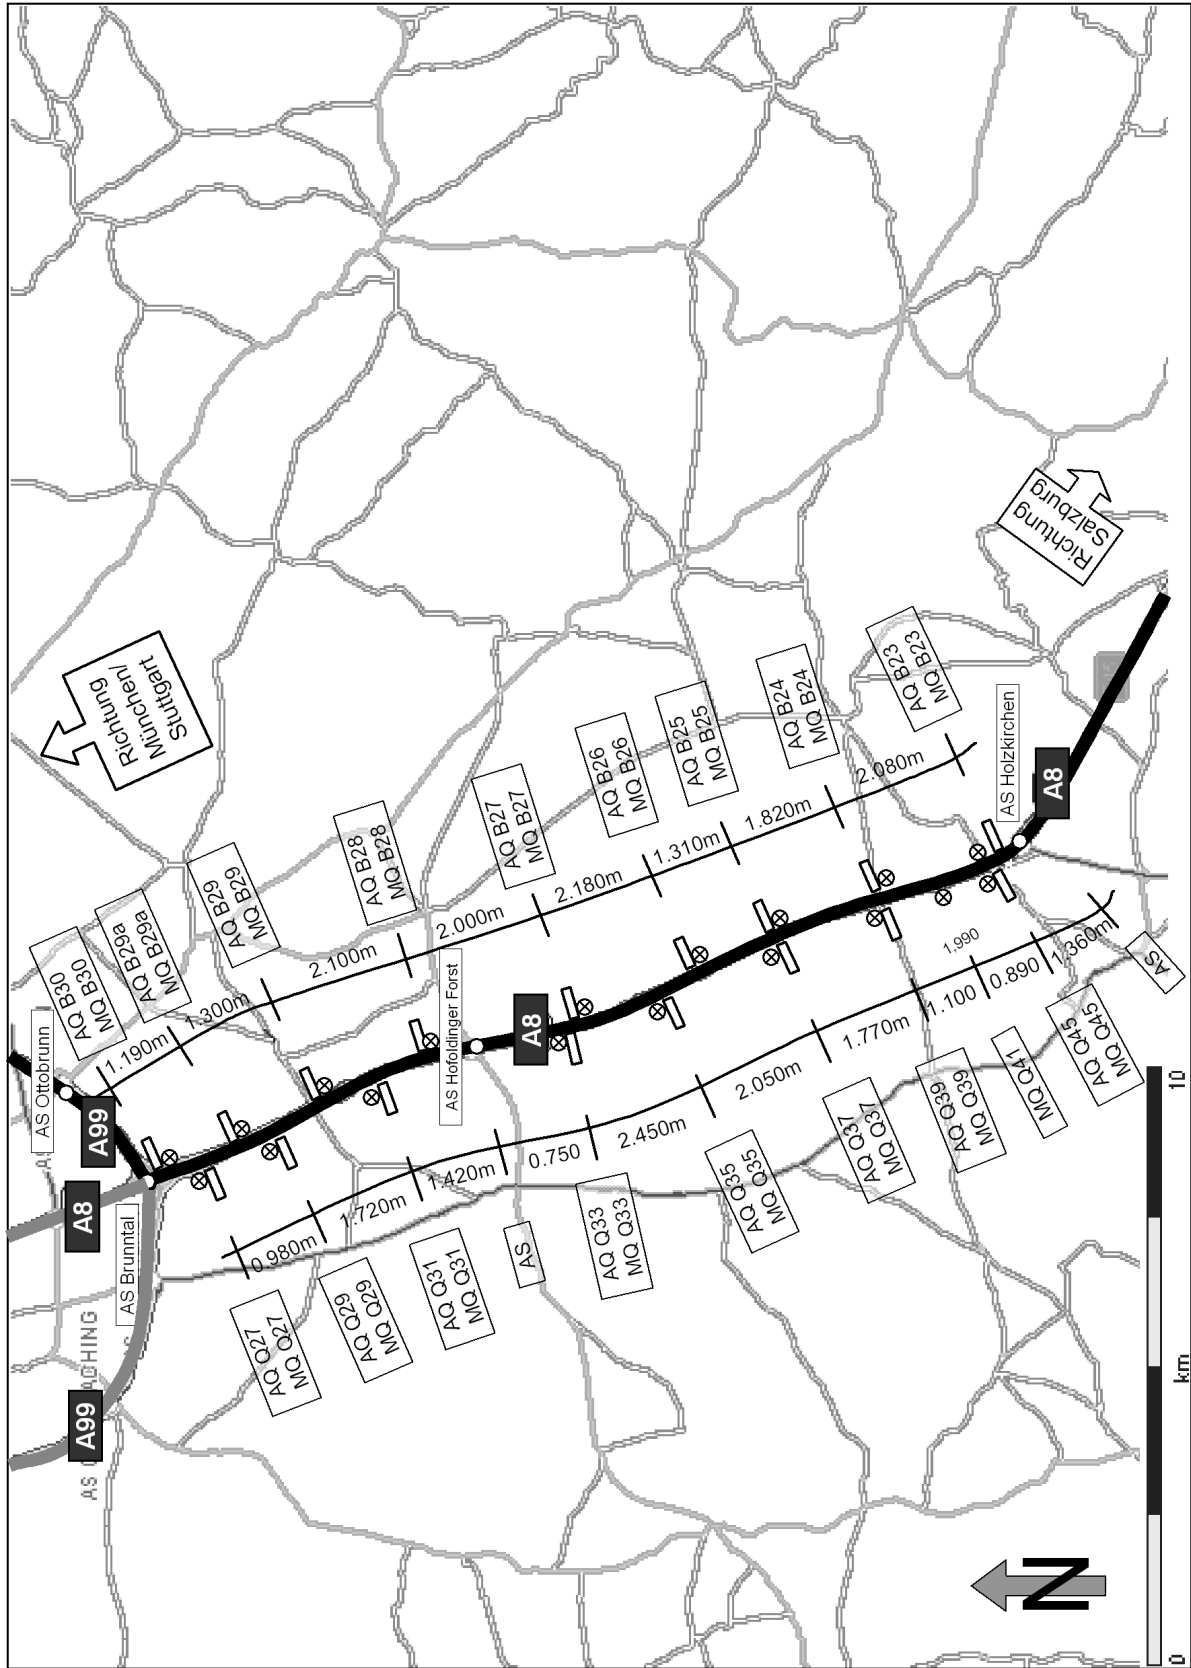 Richtung
München/
Stuttgart
Richtung
Salzburg
AS Ottobrunn
AS Brunntal
AS Hofoldinger Forst
AS Holzkirchen
A99
A8
A99
A8
A8
AQ B30
MQ B30
AQ B29a
MQ B29a
AQ B29
MQ B29
AQ B28
MQ B28
AQ B27
MQ B27
AQ B26
MQ B26
AQ B25
MQ B25
AQ B24
MQ B24
AQ B23
MQ B23
1.190m
1.300m
2.100m
2.000m
2.180m
1.310m
1.820m
2.080m
0.980m
1.720m
1.420m
0.750
2.450m
2.050m
1.770m
1.100
1,990
0.890
1.360m
AQ Q27
MQ Q27
AQ Q29
MQ Q29
AQ Q31
MQ Q31
AS
AQ Q33
MQ Q33
AQ Q35
MQ Q35
AQ Q37
MQ Q37
AQ Q39
MQ Q39
MQ Q41
AQ Q45
MQ Q45
AS
AS
ACHING
N
0
km
10